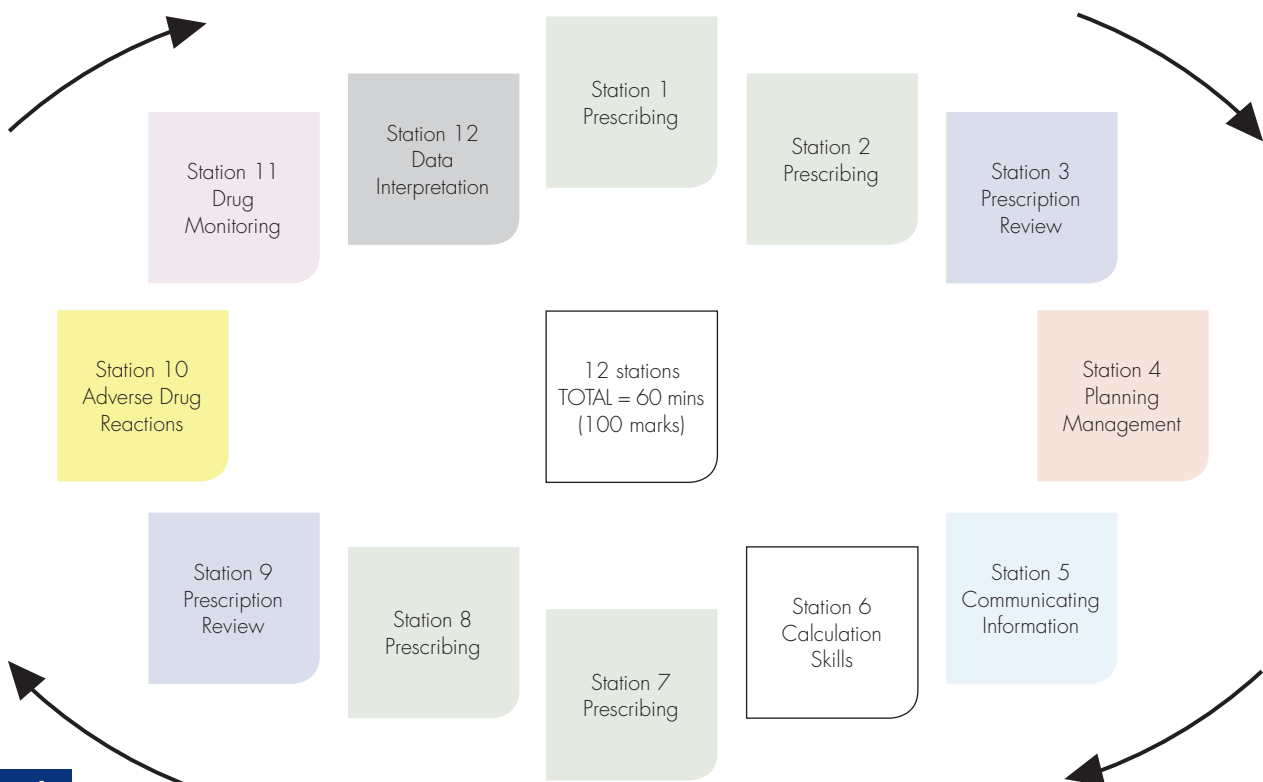 Station 1
Prescribing
Station 2
Prescribing
Station 3
Prescription
Review
Station 4
Planning
Management
Station 5
Communicating
Information
Station 6
Calculation
Skills
Station 7
Prescribing
Station 8
Prescribing
Station 9
Prescription
Review
Station 10
Adverse Drug
Reactions
Station 11
Drug
Monitoring
Station 12
Data
Interpretation
12 stations
TOTAL = 60 mins
(100 marks)